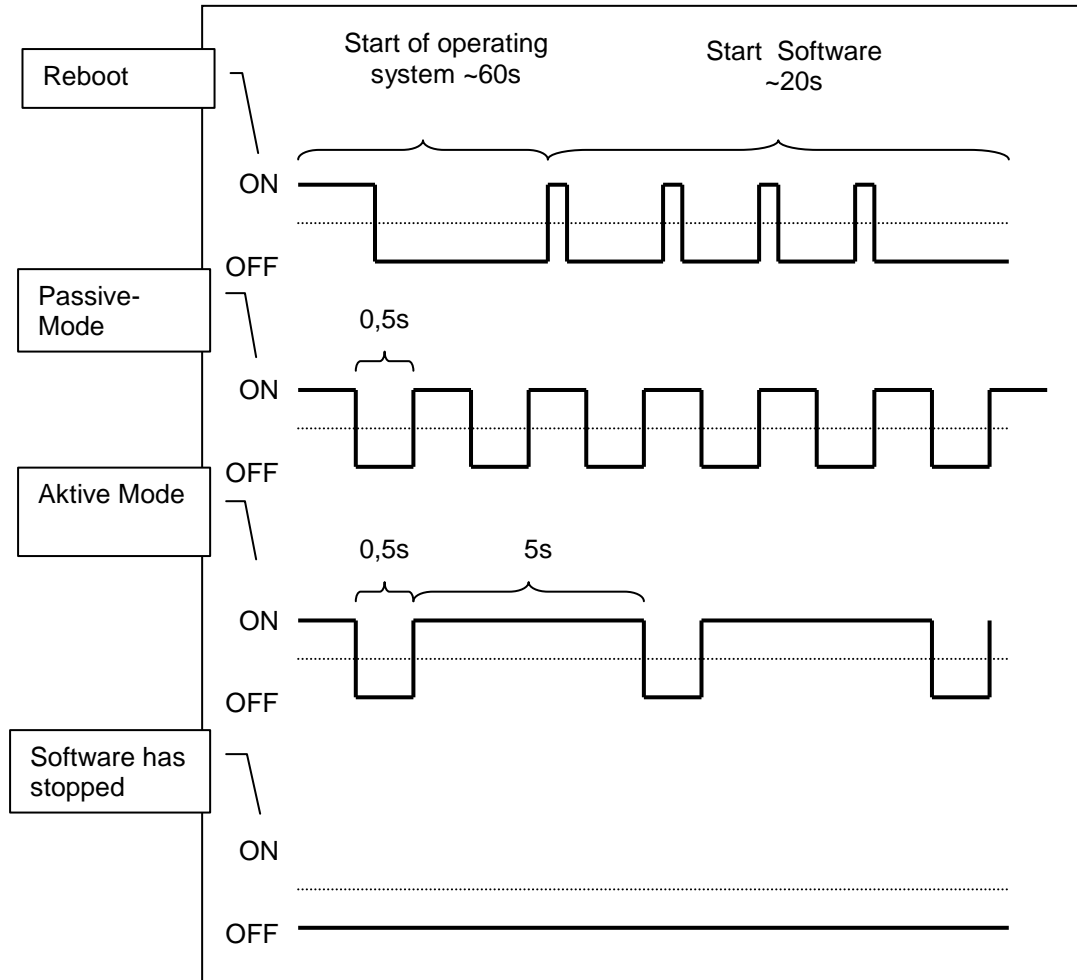 Start of operating
system ~60s
Start Software
~20s
Reboot
ON
OFF
Passive-
Mode
0,5s
ON
OFF
Aktive Mode
0,5s
5s
ON
OFF
Software has
stopped
ON
OFF